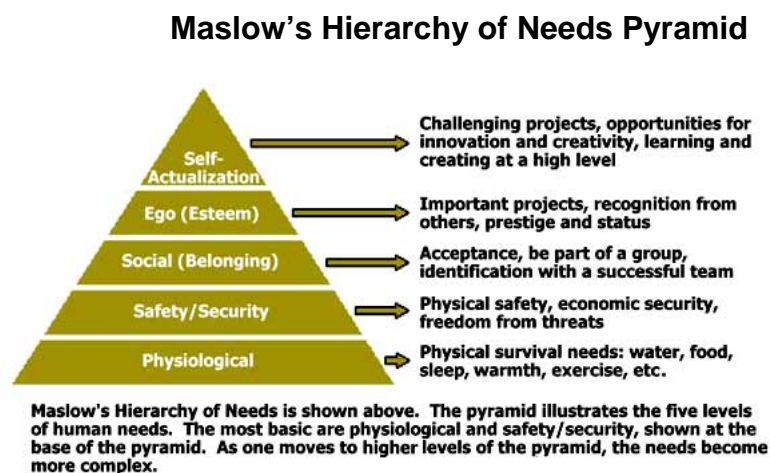 Maslow's Hierarchy of Needs Pyramid
Self-
Actualization
Challenging projects, opportunities for
innovation and creativity, learning and
creating at a high level
Ego (Esteem)
Important projects, recognition from
others, prestige and status
Social (Belonging)
Acceptance, be part of a group,
identification with a successful team
Safety/Security
Physical safety, economic security,
freedom from threats
Physiological
Physical survival needs: water, food,
sleep, warmth, exercise, etc.
Maslow's Hierarchy of Needs is shown above. The pyramid illustrates the five levels
of human needs. The most basic are physiological and safety/security, shown at the
base of the pyramid. As one moves to higher levels of the pyramid, the needs become
more complex.